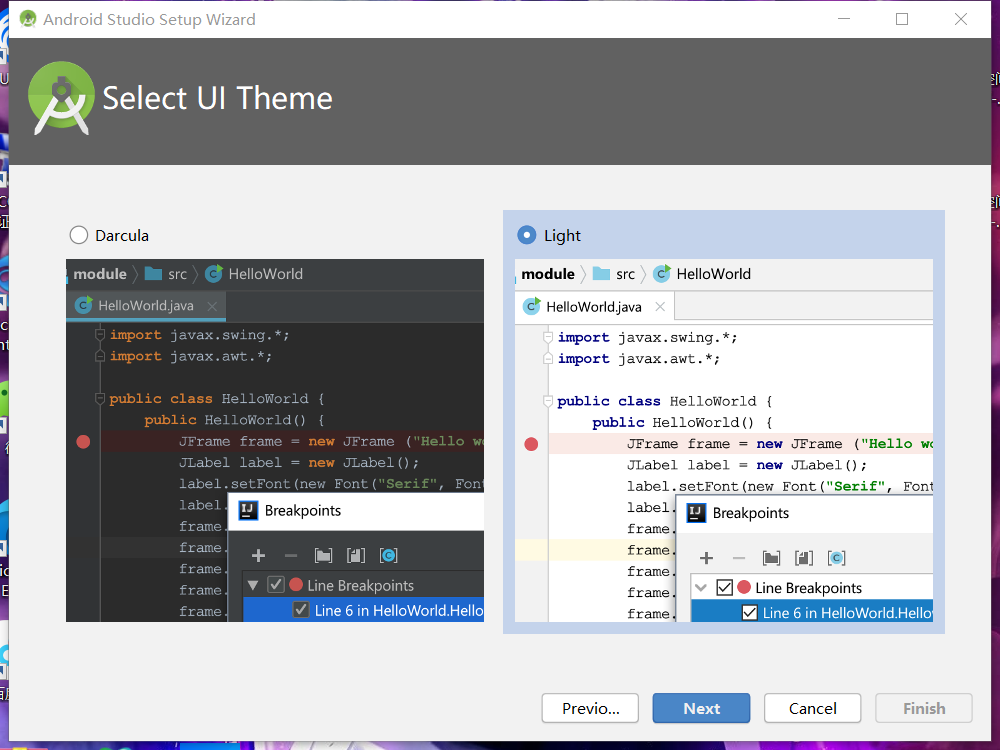 Android Studio Setup Wizard
Select UI Theme
Darcula
module src HelloWorld
HelloWorld.java
import javax.swing.*;
import javax.awt.*;
public class HelloWorld {
public HelloWorld() {
JFrame frame = new JFrame ("Hello wo
JLabel label = new JLabel();
label.setFont(new Font("Serif", Font
label.
frame.
frame.
frame.
frame.
frame.
IJ Breakpoints
Line Breakpoints
Line 6 in HelloWorld.Hello
Light
module src HelloWorld
HelloWorld.java
import javax.swing.*;
import javax.awt.*;
public class HelloWorld {
public HelloWorld() {
JFrame frame = new JFrame ("Hello wo
JLabel label = new JLabel();
label.setFont(new Font("Serif", Font
label.
frame.
frame.
frame.
frame.
frame.
IJ Breakpoints
Line Breakpoints
Line 6 in HelloWorld.Hello
Previo... Next Cancel Finish